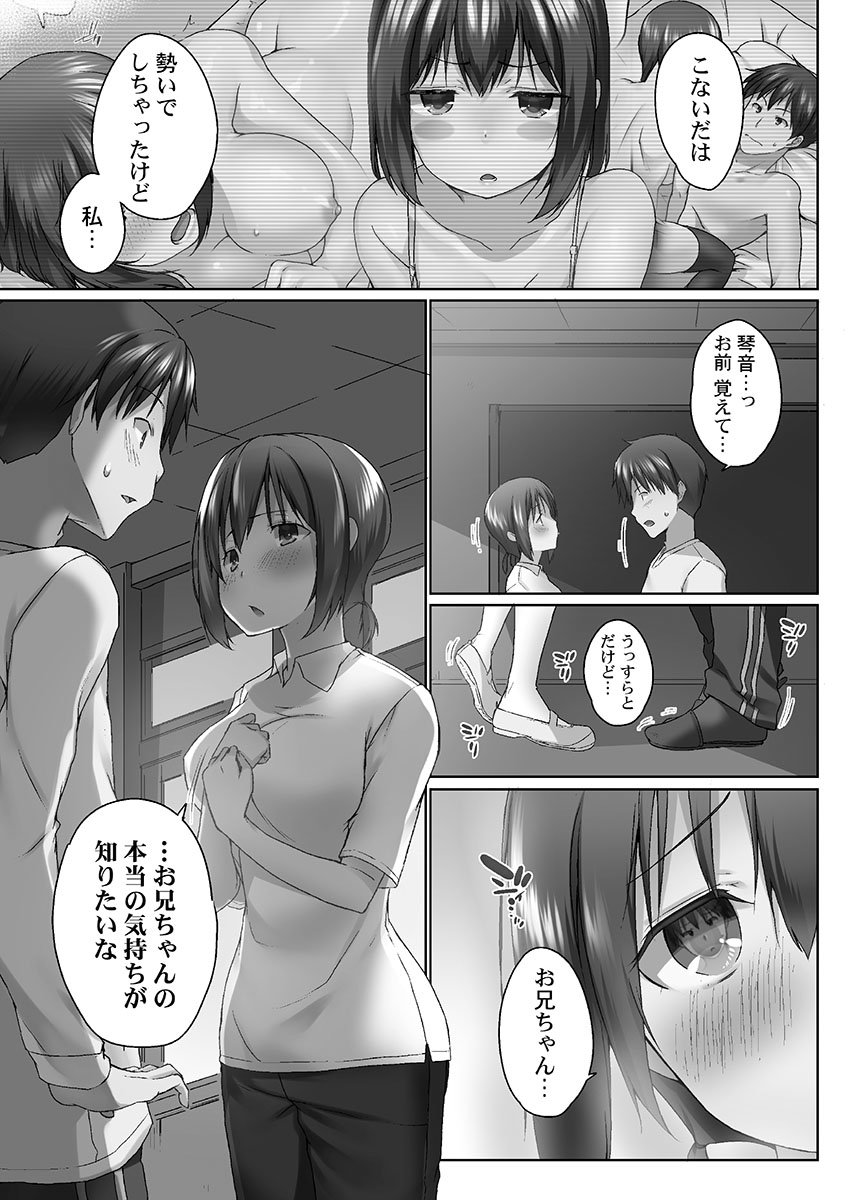 こないだは
勢いで
しちゃったけど
私…
琴音…っ
お前 覚えて…
うっすらと
だけど…
お兄ちゃん…
…お兄ちゃんの
本当の気持ちが
知りたいな